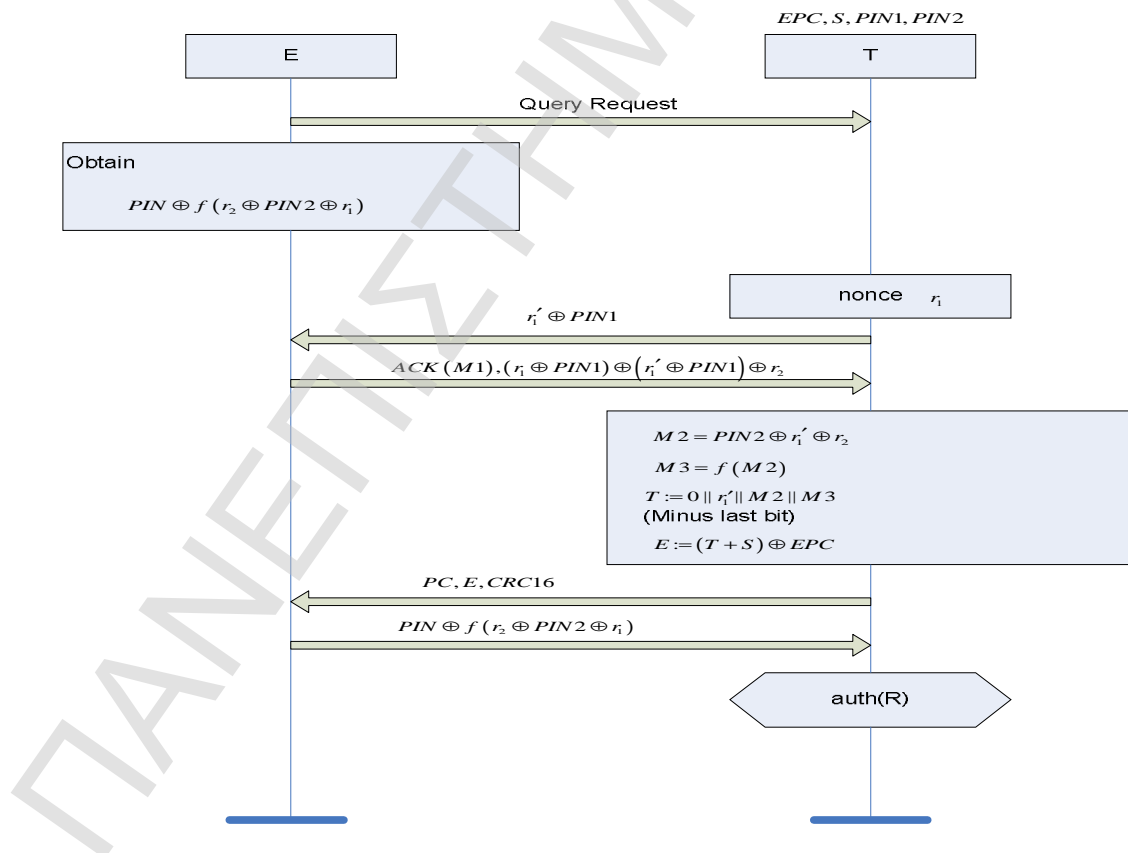 EPC, S, PIN1, PIN2
E
T
Query Request
Obtain
PIN ⊕ f (r₂ ⊕ PIN2 ⊕ r₁)
nonce r₁
r₁′ ⊕ PIN1
ACK (M1), (r₁ ⊕ PIN1) ⊕ (r₁′ ⊕ PIN1) ⊕ r₂
M2 = PIN2 ⊕ r₁′ ⊕ r₂
M3 = f (M2)
T := 0 || r₁′ || M2 || M3
(Minus last bit)
E := (T + S) ⊕ EPC
PC, E, CRC16
PIN ⊕ f (r₂ ⊕ PIN2 ⊕ r₁)
auth(R)
ΠΑΝΕΠΙΣΤΗΜ